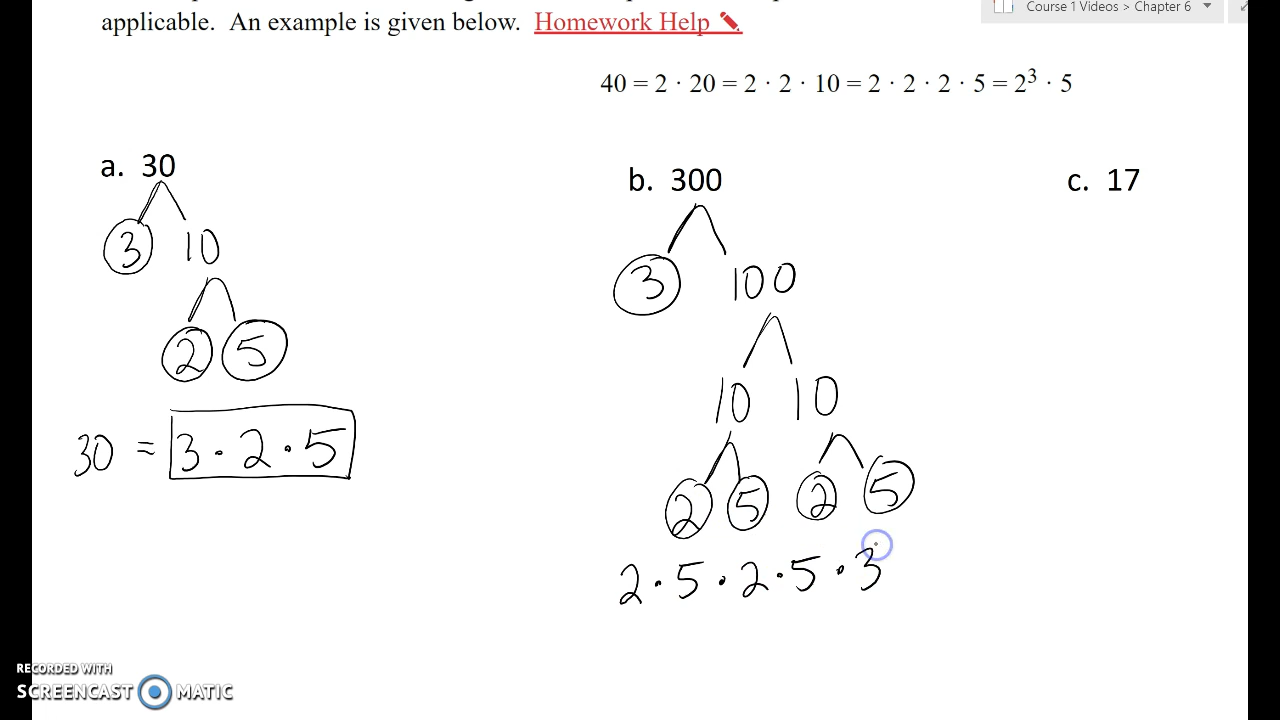 applicable. An example is given below. Homework Help
Course 1 Videos > Chapter 6
40 = 2 · 20 = 2 · 2 · 10 = 2 · 2 · 2 · 5 = 2³ · 5
a. 30
3 10
2 5
30 = 3 · 2 · 5
b. 300
3 100
10 10
2 5 2 5
2 · 5 · 2 · 5 · 3
c. 17
RECORDED WITH
SCREENCAST MATIC